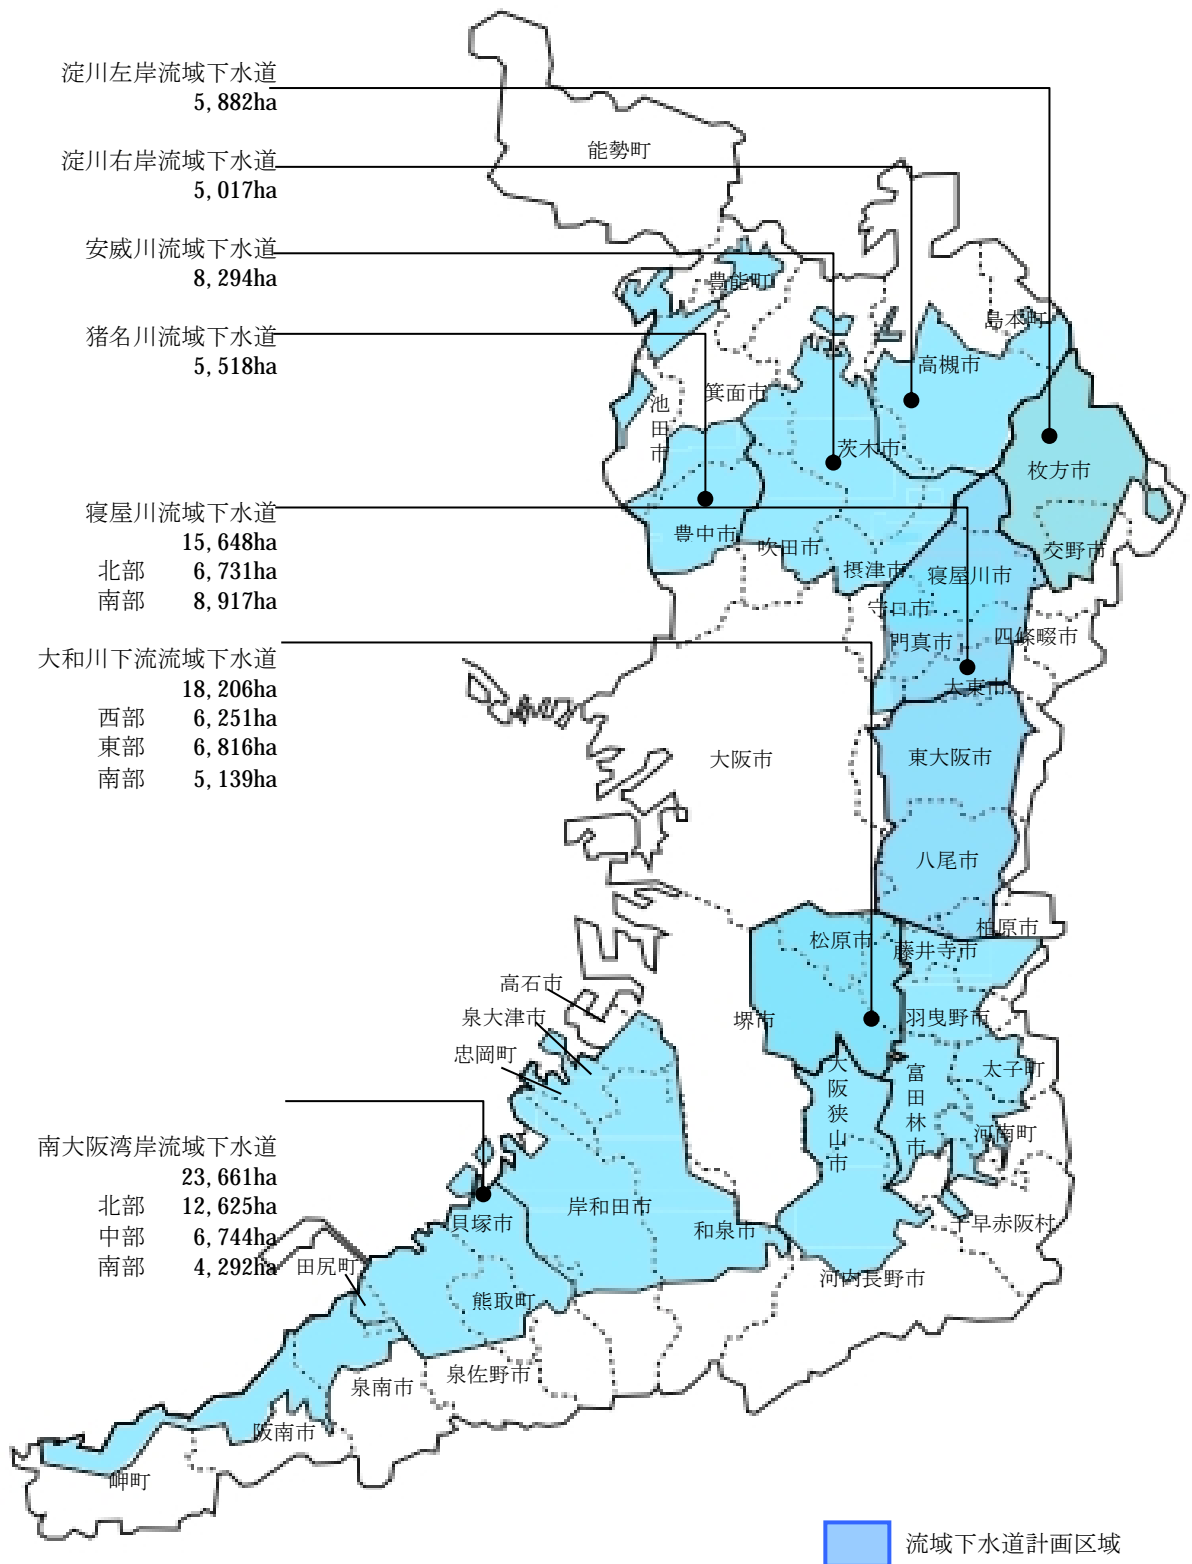 淀川左岸流域下水道
5,882ha
淀川右岸流域下水道
5,017ha
安威川流域下水道
8,294ha
猪名川流域下水道
5,518ha
寝屋川流域下水道
15,648ha
北部 6,731ha
南部 8,917ha
大和川下流流域下水道
18,206ha
西部 6,251ha
東部 6,816ha
南部 5,139ha
南大阪湾岸流域下水道
23,661ha
北部 12,625ha
中部 6,744ha
南部 4,292ha
能勢町
豊能町
島本町
高槻市
箕面市
池田市
茨木市
枚方市
豊中市
吹田市
摂津市
交野市
寝屋川市
守口市
門真市
四條畷市
大東市
大阪市
東大阪市
八尾市
柏原市
松原市
藤井寺市
高石市
泉大津市
堺市
羽曳野市
忠岡町
大阪狭山市
富田林市
太子町
河南町
岸和田市
貝塚市
和泉市
千早赤阪村
田尻町
河内長野市
熊取町
泉南市
泉佐野市
阪南市
岬町
流域下水道計画区域